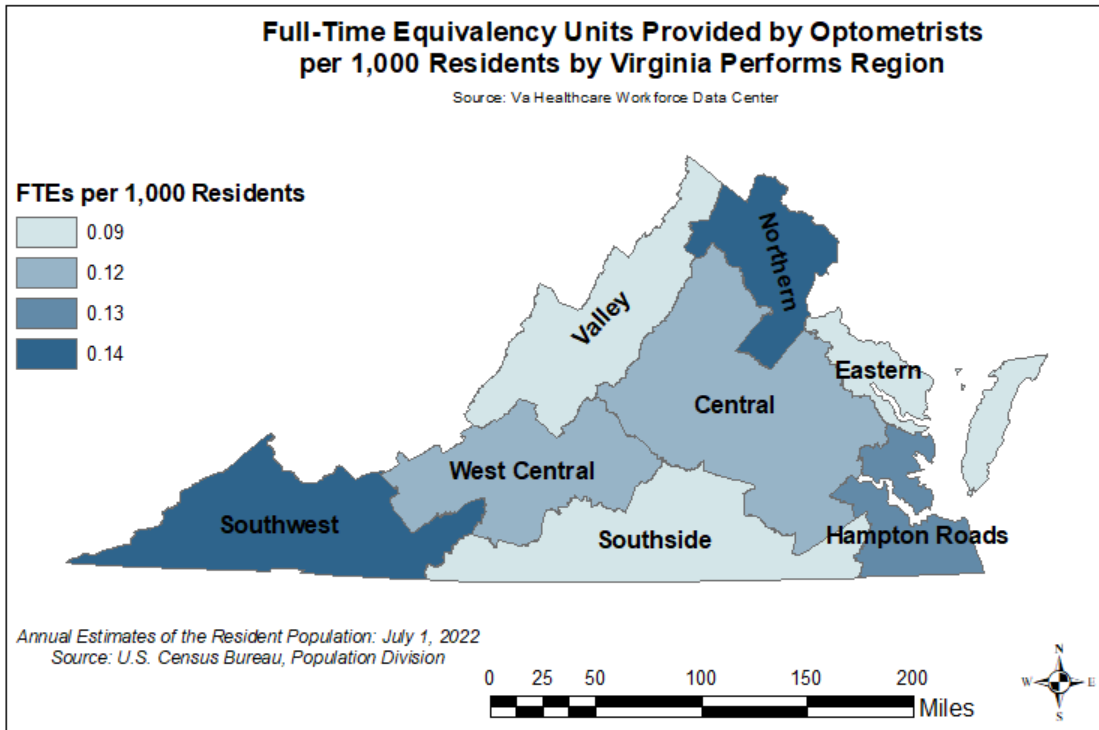 Full-Time Equivalency Units Provided by Optometrists
per 1,000 Residents by Virginia Performs Region
Source: Va Healthcare Workforce Data Center
FTEs per 1,000 Residents
0.09
0.12
0.13
0.14
Northern
Valley
Eastern
Central
West Central
Southwest
Southside
Hampton Roads
Annual Estimates of the Resident Population: July 1, 2022
Source: U.S. Census Bureau, Population Division
0 25 50 100 150 200
Miles
N
W E
S